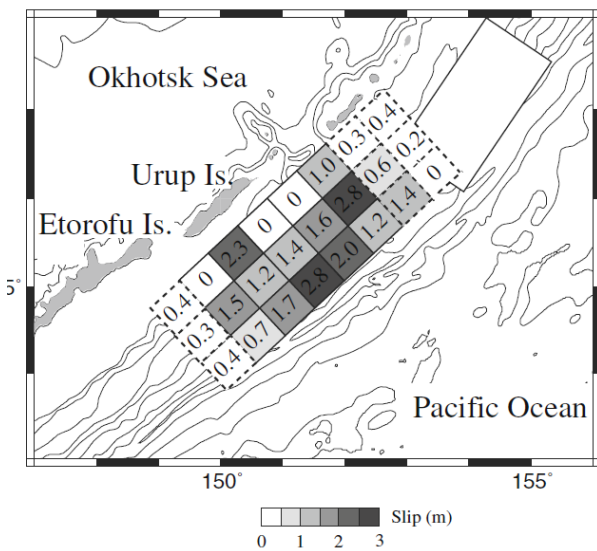 Okhotsk Sea
Urup Is.
Etorofu Is.
0.4 0 2.3 0 0 1.0 0.3 0.4
0.3 1.5 1.2 1.4 1.6 2.8 0.6 0.2
0.4 0.7 1.7 2.8 2.0 1.2 1.4 0
5°
Pacific Ocean
150° 155°
Slip (m)
0 1 2 3